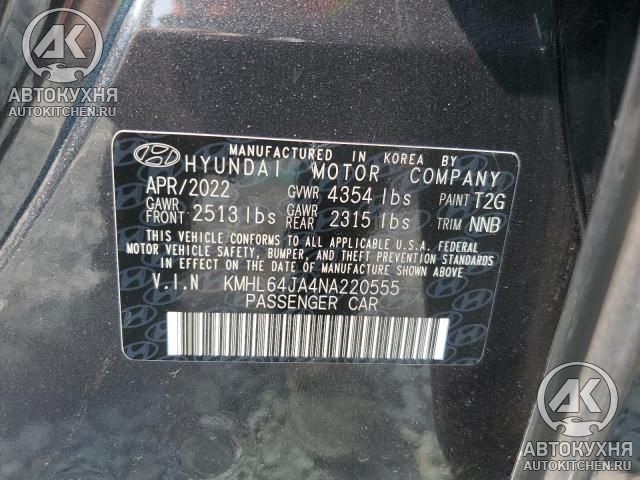 AK
АВТОКУХНЯ
AUTOKITCHEN.RU
MANUFACTURED IN KOREA BY
HYUNDAI MOTOR COMPANY
APR/2022 GVWR 4354 lbs PAINT T2G
GAWR FRONT 2513 lbs GAWR REAR 2315 lbs TRIM NNB
THIS VEHICLE CONFORMS TO ALL APPLICABLE U.S.A. FEDERAL
MOTOR VEHICLE SAFETY, BUMPER, AND THEFT PREVENTION STANDARDS
IN EFFECT ON THE DATE OF MANUFACTURE SHOWN ABOVE.
V.I.N KMHL64JA4NA220555
PASSENGER CAR
AK
АВТОКУХНЯ
AUTOKITCHEN.RU